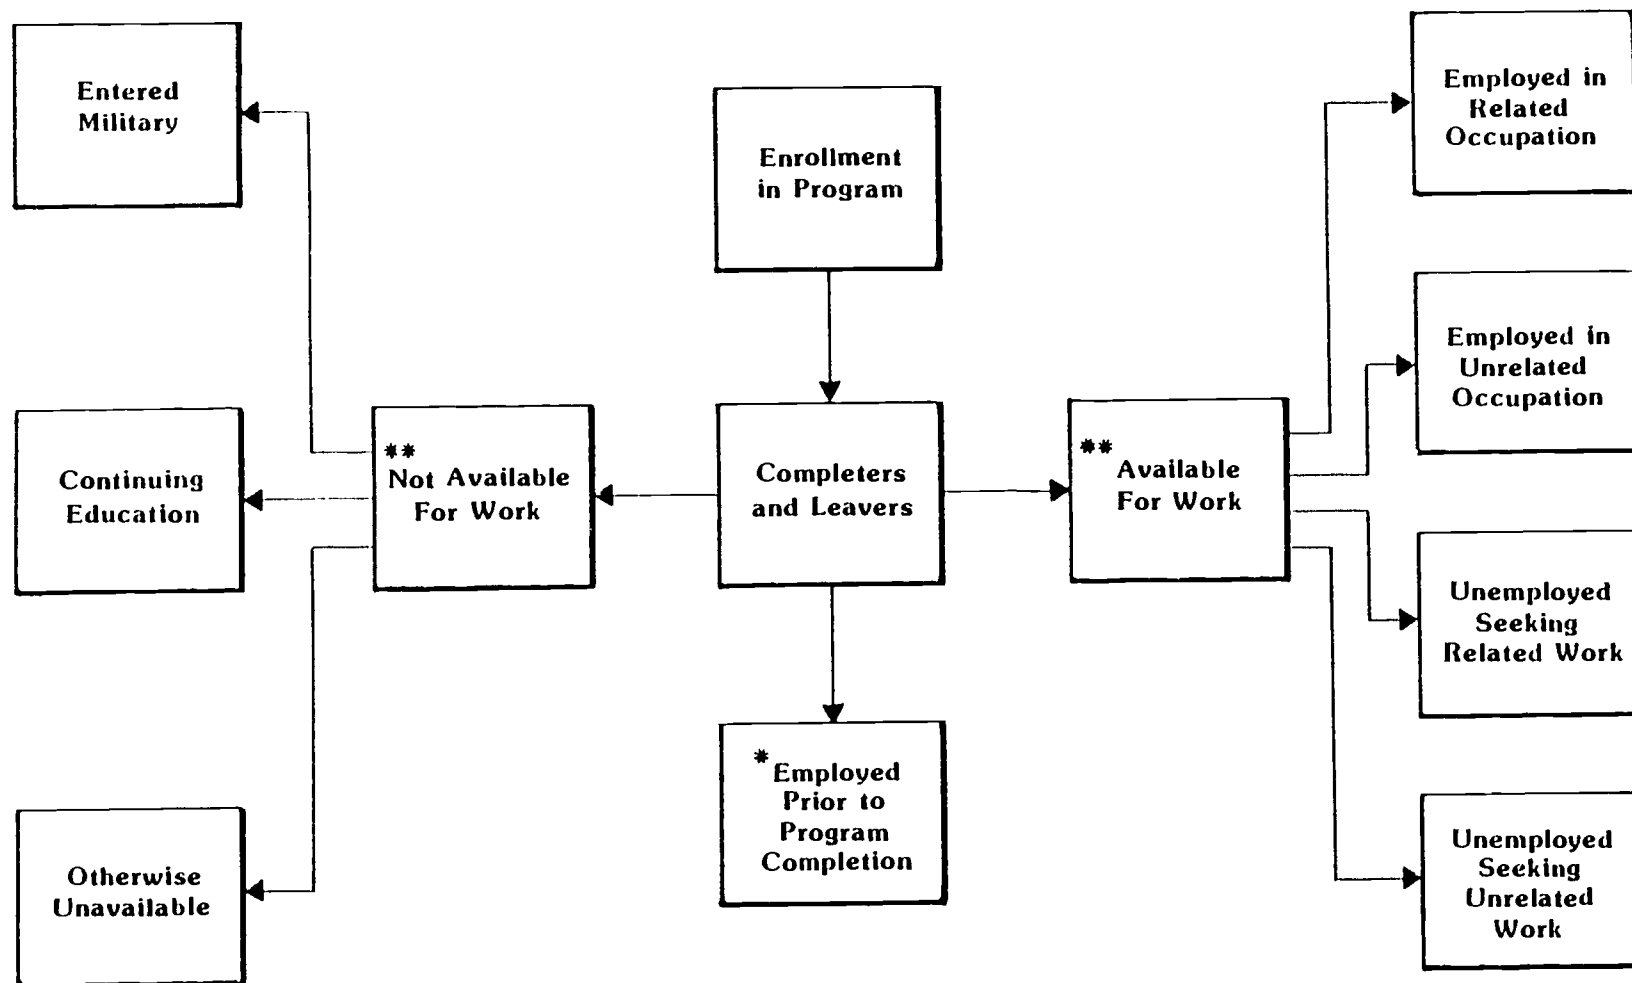 Entered
Military
Continuing
Education
Otherwise
Unavailable
**
Not Available
For Work
Enrollment
in Program
Completers
and Leavers
*Employed
Prior to
Program
Completion
**
Available
For Work
Employed in
Related
Occupation
Employed in
Unrelated
Occupation
Unemployed
Seeking
Related Work
Unemployed
Seeking
Unrelated
Work